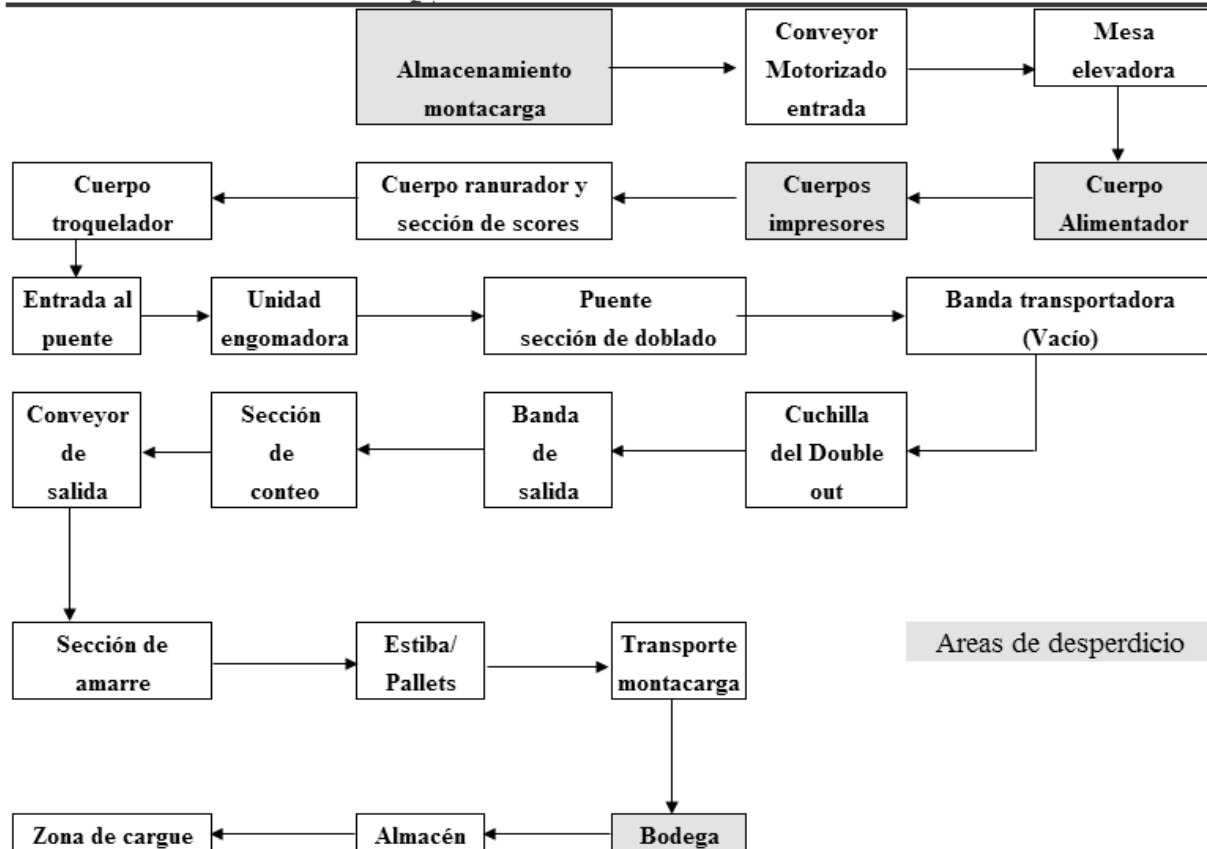 Almacenamiento
montacarga
Conveyor
Motorizado
entrada
Mesa
elevadora
Cuerpo
Alimentador
Cuerpos
impresores
Cuerpo ranurador y
sección de scores
Cuerpo
troquelador
Entrada al
puente
Unidad
engomadora
Puente
sección de doblado
Banda transportadora
(Vacío)
Cuchilla
del Double
out
Banda
de
salida
Sección
de
conteo
Conveyor
de
salida
Sección de
amarre
Estiba/
Pallets
Transporte
montacarga
Areas de desperdicio
Bodega
Almacén
Zona de cargue